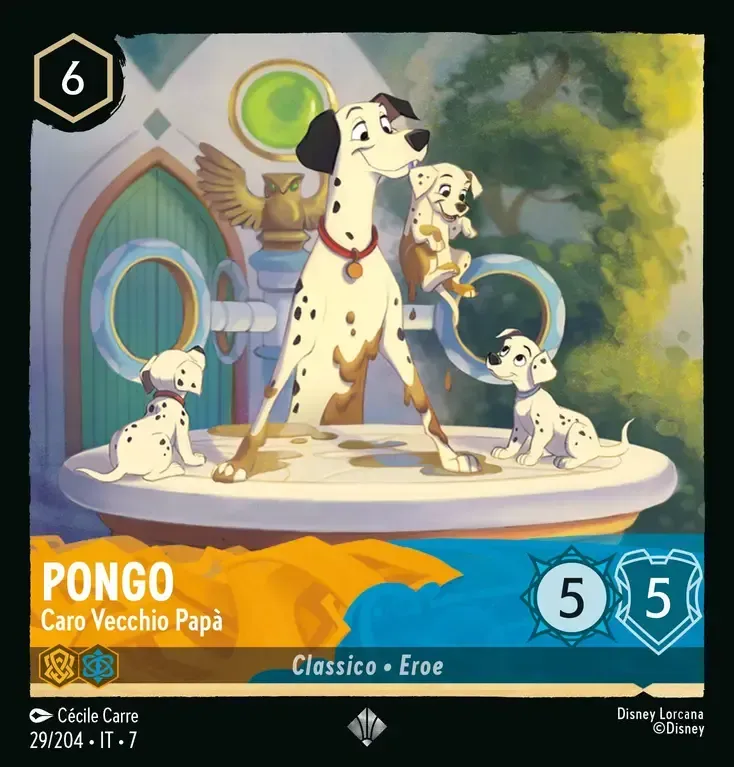 6
PONGO
Caro Vecchio Papà
5
5
Classico • Eroe
Cécile Carre
Disney Lorcana
29/204 • IT • 7
©Disney